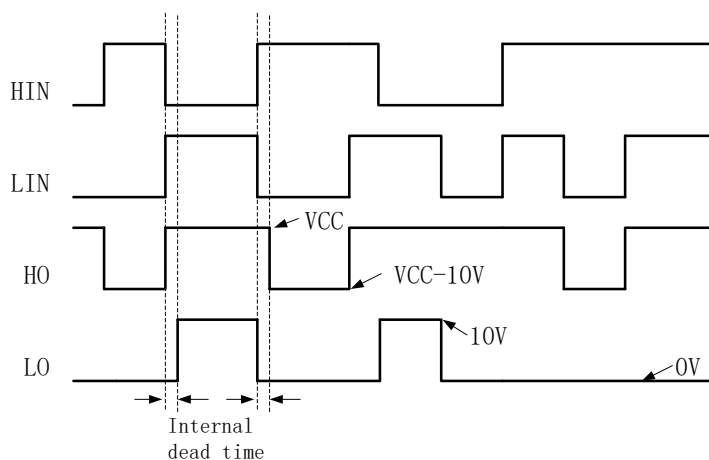 HIN
LIN
VCC
HO
VCC-10V
10V
LO
0V
Internal
dead time